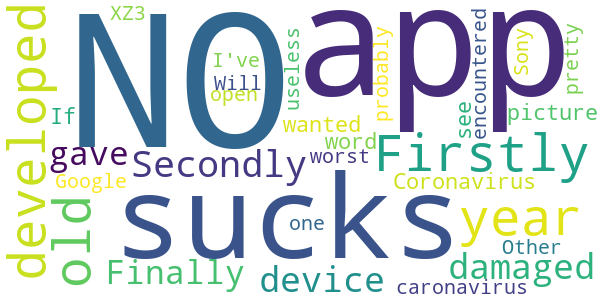 XZ3
NO
app
developed
I've
Will
open
useless
probably
encountered
Sony
pretty
If
wanted
see
picture
gave
Secondly
word
worst
Firstly
Google
Coronavirus
old
sucks
one
year
Other
Finally
device
damaged
caronavirus